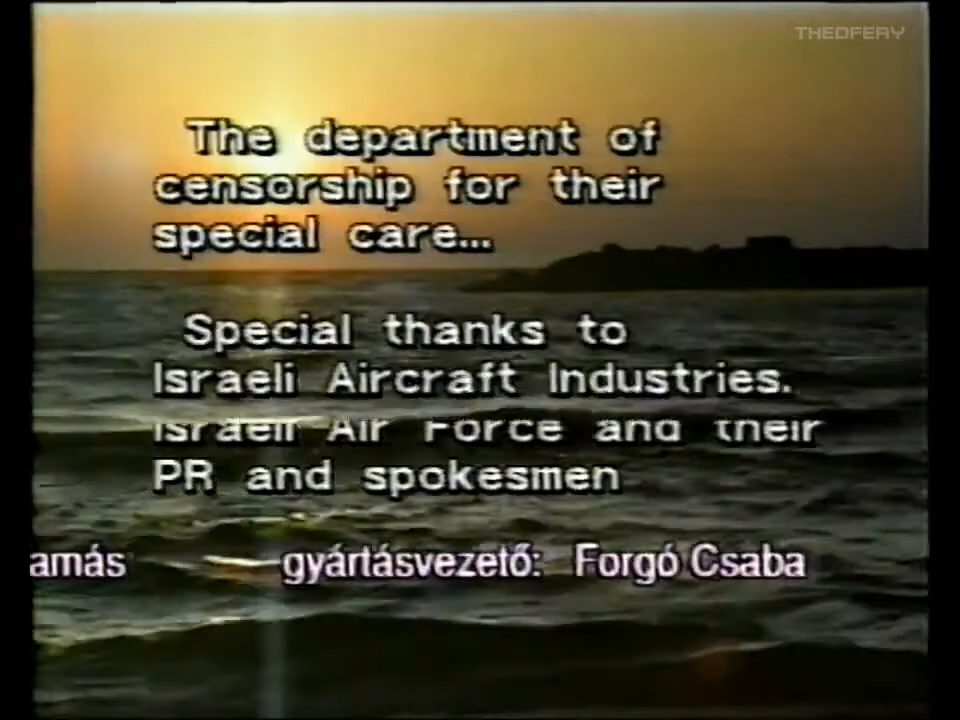 THEOFERY
The department of
censorship for their
special care...
Special thanks to
Israeli Aircraft Industries.
Israeli Air Force and their
PR and spokesmen
amás gyártásvezető: Forgó Csaba